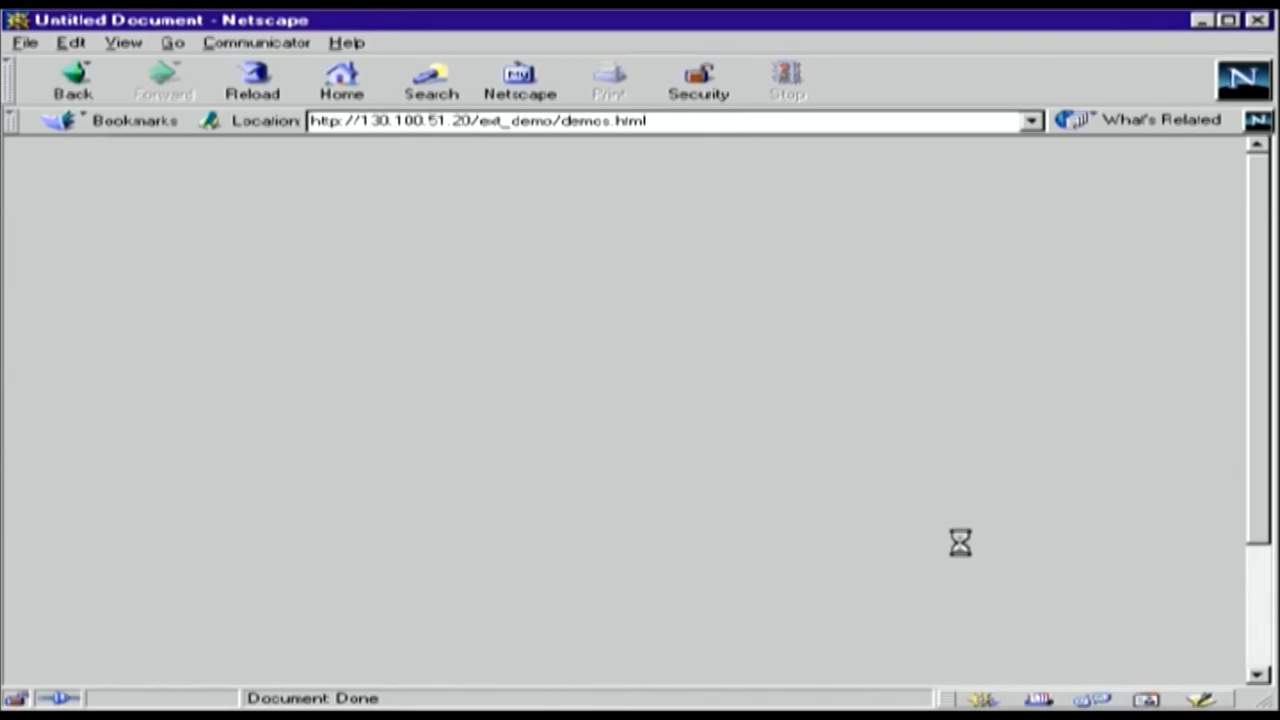 Untitled Document - Netscape
File Edit View Go Communicator Help
Back Forward Reload Home Search Netscape Print Security Stop
Bookmarks Location http://130.100.51.20/ext_demo/demos.html What's Related
Document: Done